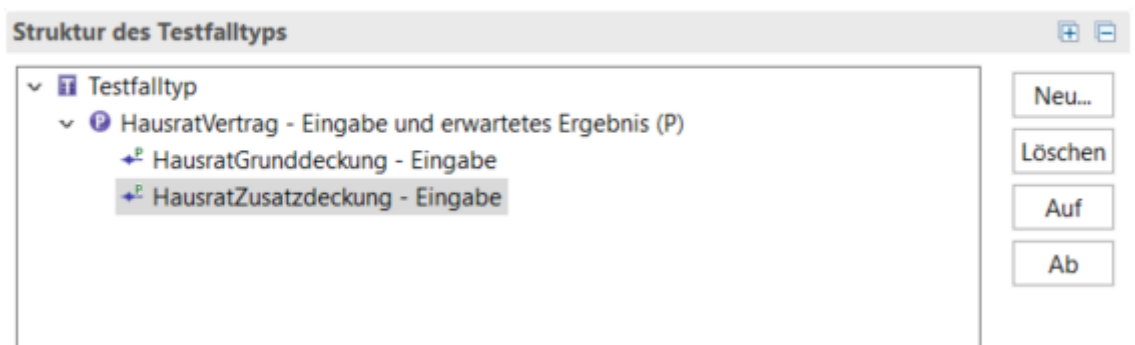 Struktur des Testfalltyps
Testfalltyp
HausratVertrag - Eingabe und erwartetes Ergebnis (P)
HausratGrunddeckung - Eingabe
HausratZusatzdeckung - Eingabe
Neu...
Löschen
Auf
Ab